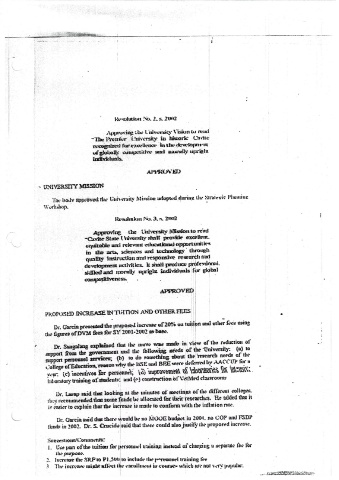 Resolution No. 2, s. 2002
Approving the University Vision to read
"The Premier University in historic Cavite
recognized for excellence in the development
of globally competitive and morally upright
individuals.
APPROVED
UNIVERSITY MISSION
The body approved the University Mission adopted during the Strategic Planning
Workshop.
Resolution No. 3, s. 2002
Approving the University Mission to read
"Cavite State University shall provide excellent,
equitable and relevant educational opportunities
in the arts, sciences and technology through
quality instruction and responsive research and
development activities. It shall produce professional,
skilled and morally upright individuals for global
competitiveness.
APPROVED
PROPOSED INCREASE IN TUITION AND OTHER FEES
Dr. Garcia presented the proposed increase of 20% on tuition and other fees using
the figures of DVM fees for SY 2001-2002 as base.
Dr. explained that the move was made in view of the reduction of
support from the government and the following needs of the University: (a) to
support personnel services; (b) to do something about the research needs of the
College of Education, reason why the BSE and BEE were deferred by AACCUP for a
year; (c) incentives for personnel; (d) improvement of laboratories for
laboratory training of students; and (e) construction of VetMed classrooms
Dr. Lump said that looking at the minutes of meetings of the different colleges,
they recommended that some funds be allocated for their researches. He added that it
is easier to explain that the increase is made to conform with the inflation rate.
Dr. Garcia said that there would be no MOOE budget in 2004, no COP and FSDP
funds in 2002. Dr. S. said that these could also justify the proposed increase.
Suggestions/Comments:
1. Use part of the tuition for personnel training instead of charging a separate fee for
the purpose.
2. Increase the SRF to P1,200 to include the personnel training fee
3. The increase might affect the enrollment in courses which are not very popular.